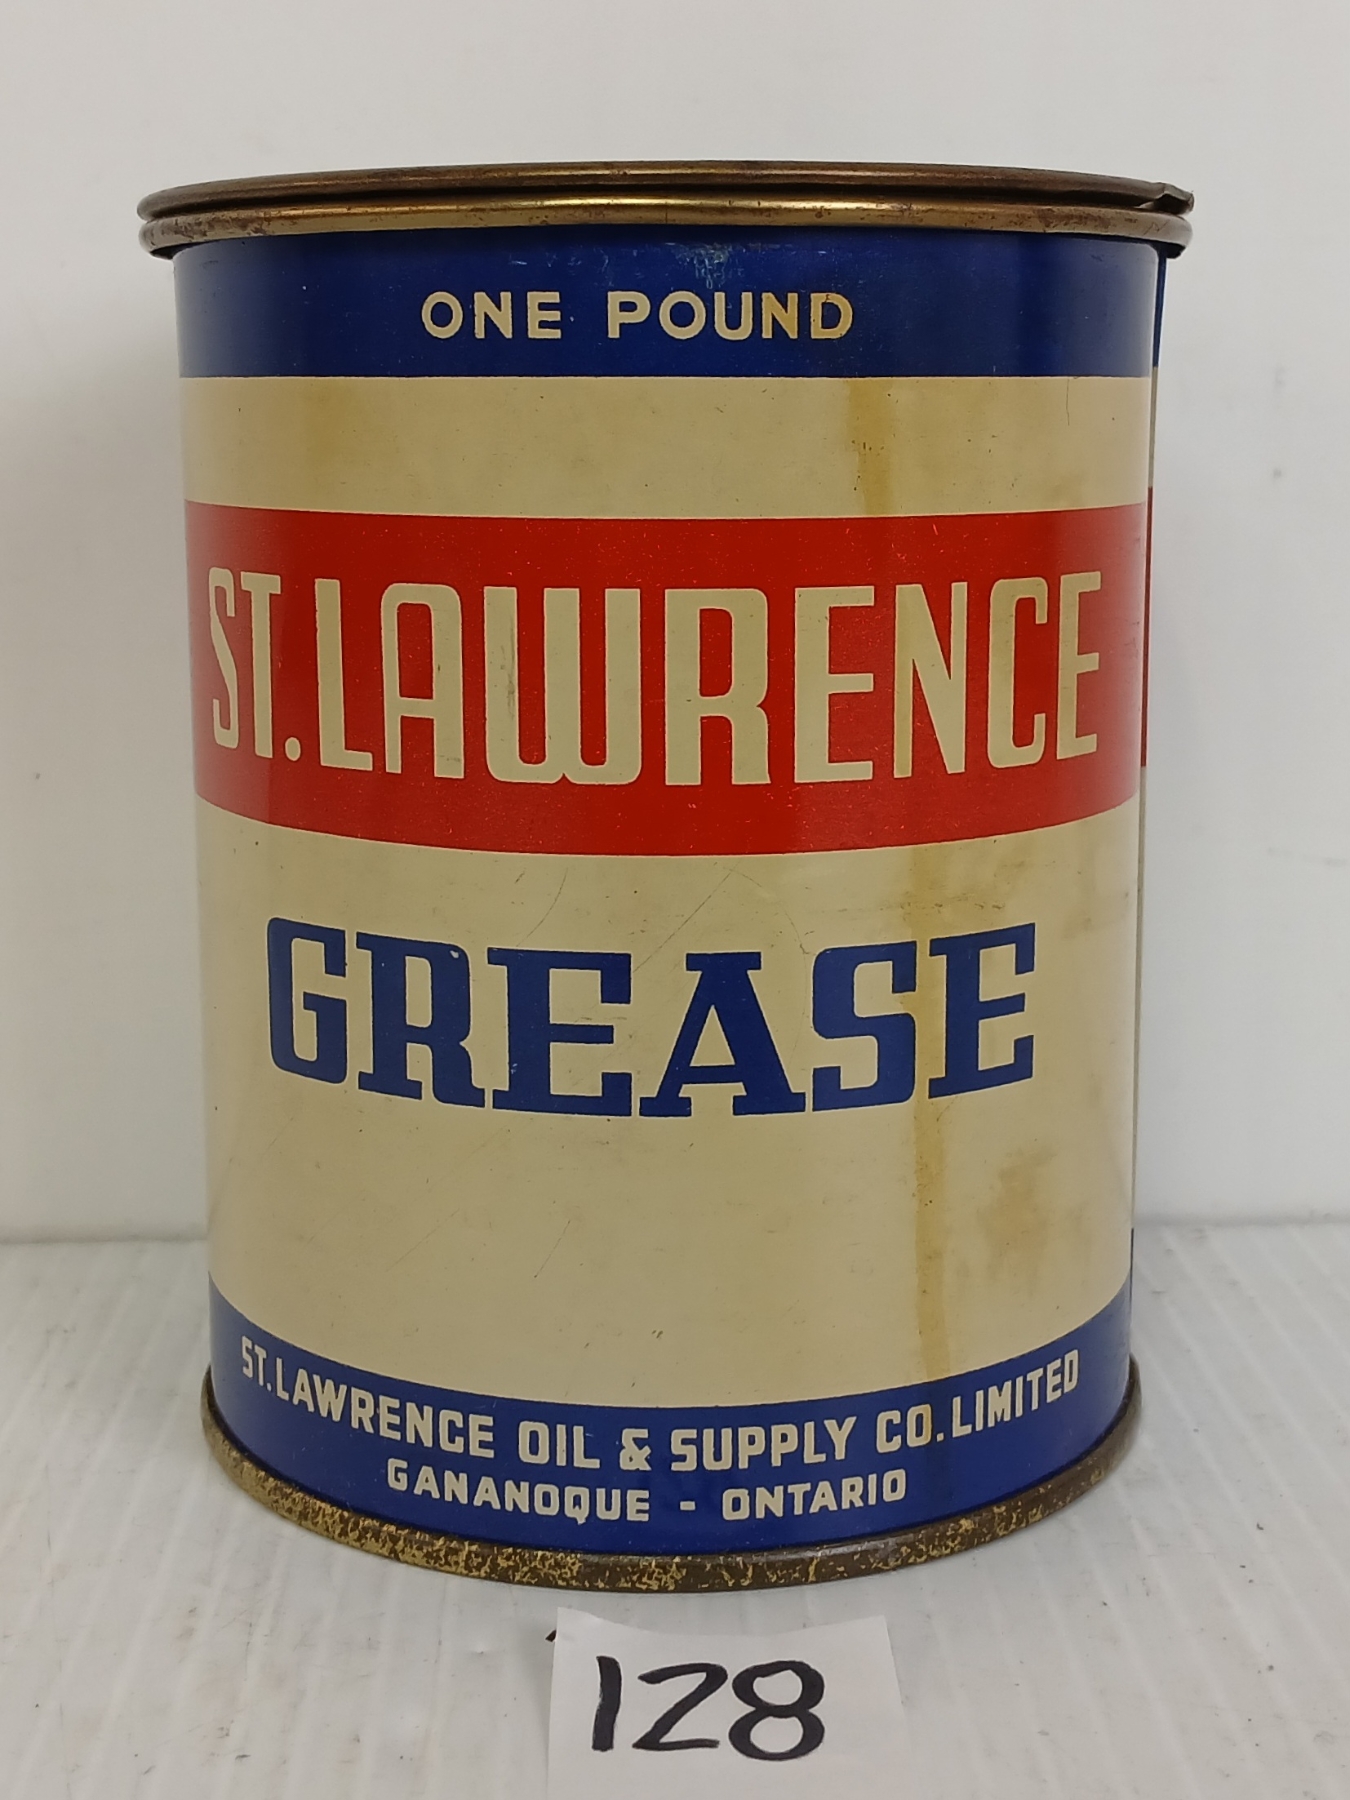 ONE POUND
ST. LAWRENCE
GREASE
ST. LAWRENCE OIL & SUPPLY CO. LIMITED
GANANOQUE - ONTARIO
128